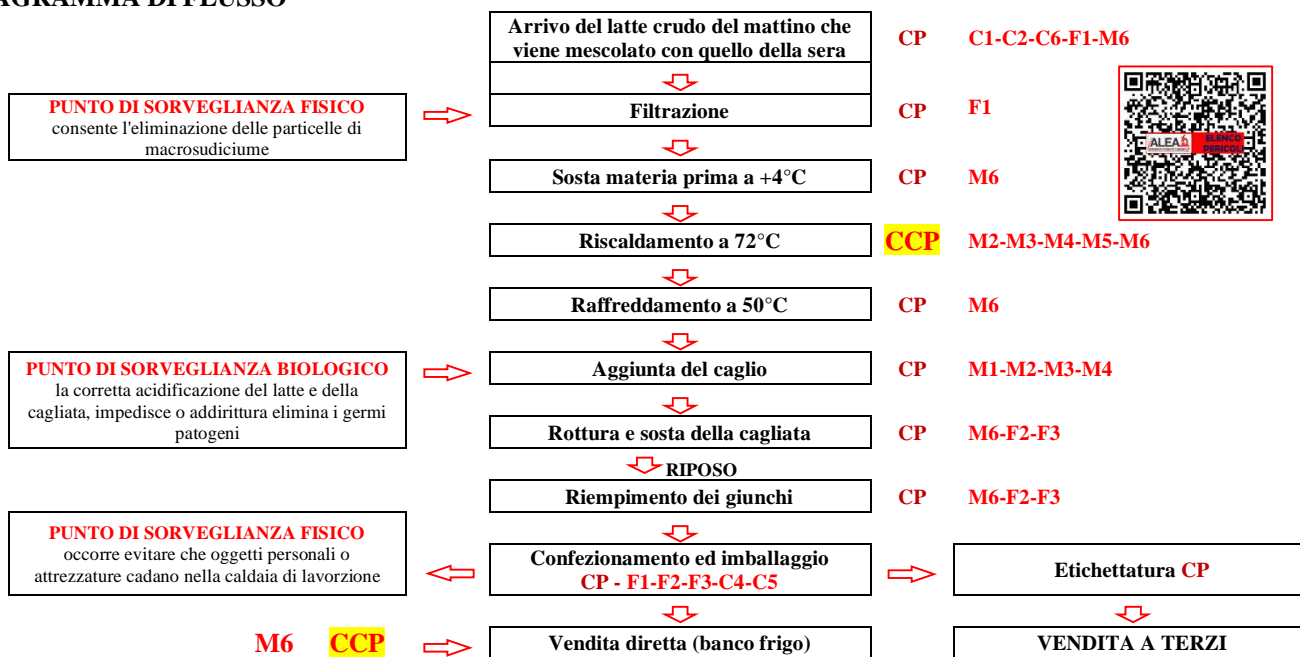 AGRAMMA DI FLUSSO
Arrivo del latte crudo del mattino che
viene mescolato con quello della sera
CP C1-C2-C6-F1-M6
PUNTO DI SORVEGLIANZA FISICO
consente l'eliminazione delle particelle di
macrosudiciume
Filtrazione
CP F1
ALEA
ELENCO
PERICOLI
Sosta materia prima a +4°C
CP M6
Riscaldamento a 72°C
CCP M2-M3-M4-M5-M6
Raffreddamento a 50°C
CP M6
PUNTO DI SORVEGLIANZA BIOLOGICO
la corretta acidificazione del latte e della
cagliata, impedisce o addirittura elimina i germi
patogeni
Aggiunta del caglio
CP M1-M2-M3-M4
Rottura e sosta della cagliata
CP M6-F2-F3
RIPOSO
Riempimento dei giunchi
CP M6-F2-F3
PUNTO DI SORVEGLIANZA FISICO
occorre evitare che oggetti personali o
attrezzature cadano nella caldaia di lavorzione
Confezionamento ed imballaggio
CP - F1-F2-F3-C4-C5
Etichettatura CP
M6 CCP
Vendita diretta (banco frigo)
VENDITA A TERZI